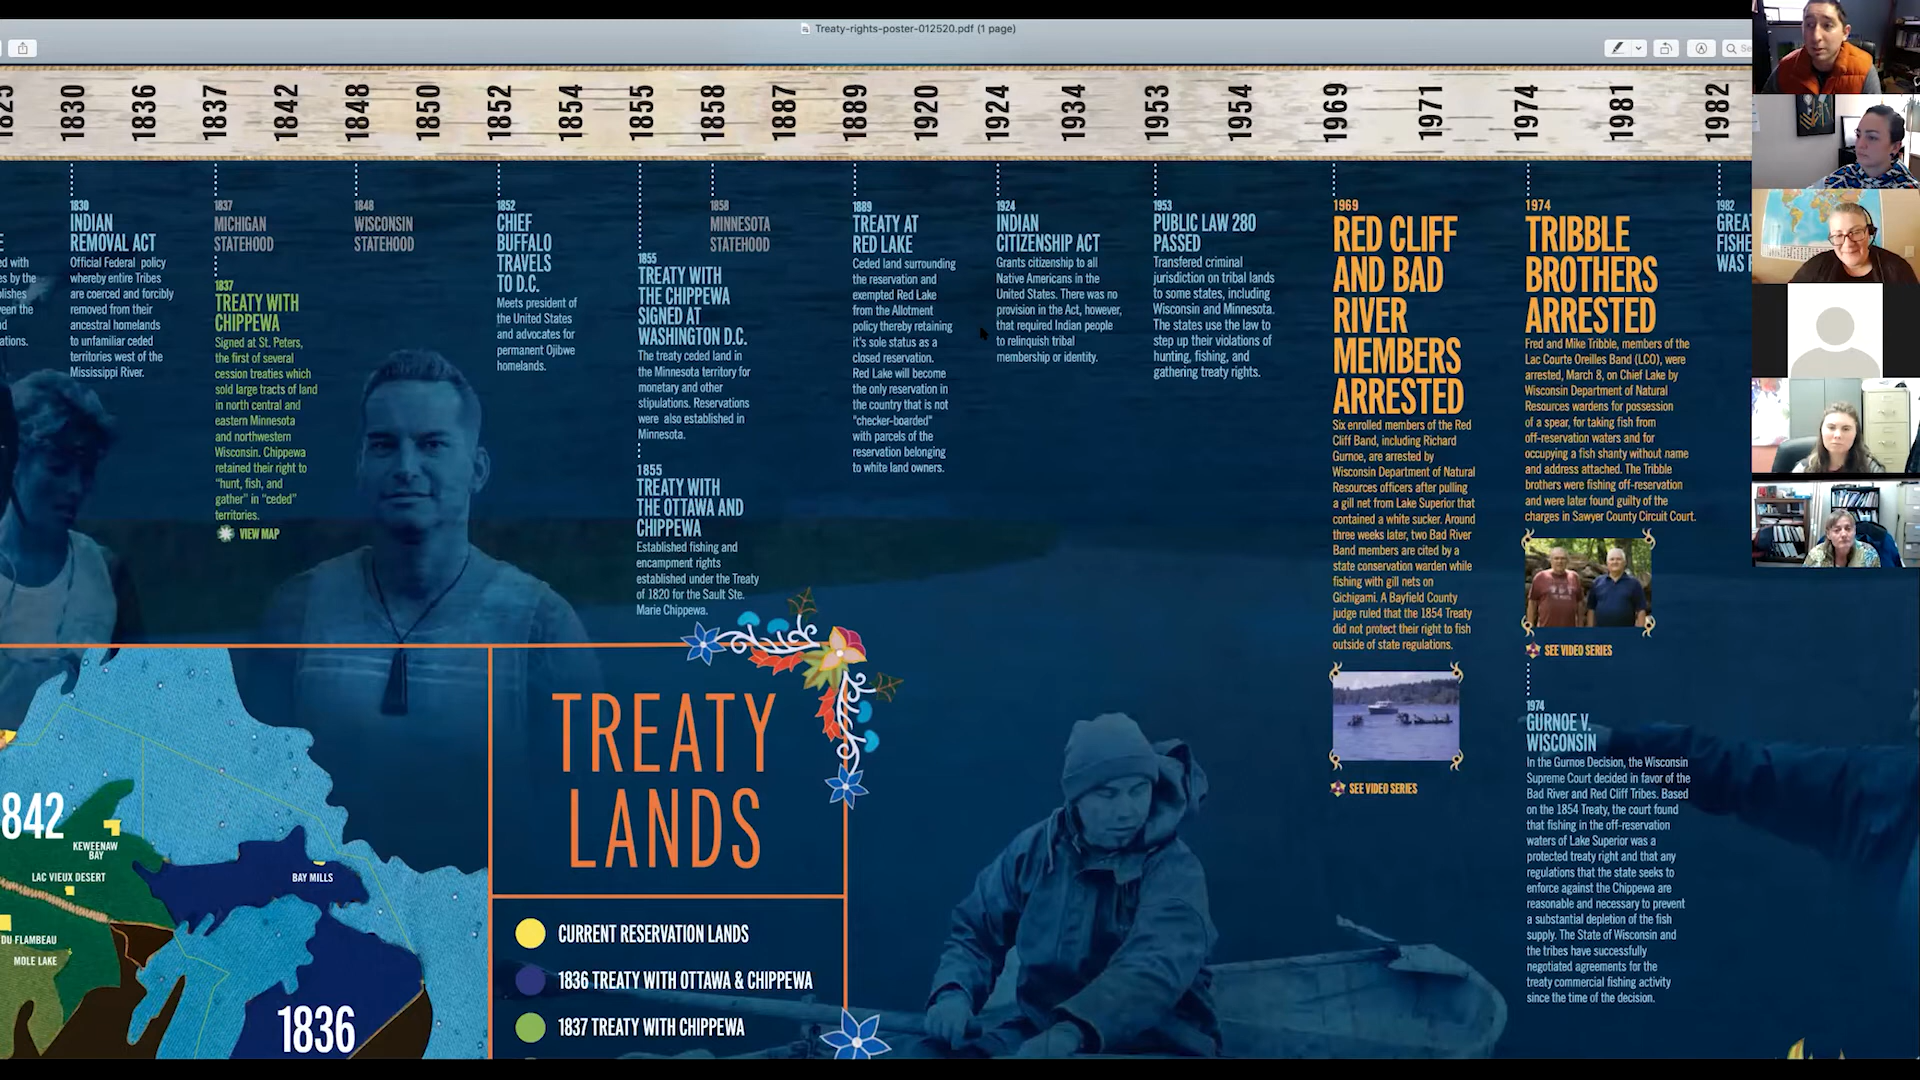 Treaty-rights-poster-012520.pdf (1 page)
1830
1836
1837
1842
1848
1850
1852
1854
1855
1858
1887
1889
1920
1924
1934
1953
1954
1969
1971
1974
1981
1982
1830
INDIAN
REMOVAL ACT
Official Federal policy
whereby entire Tribes
are coerced and forcibly
removed from their
ancestral homelands
to unfamiliar ceded
territories west of the
Mississippi River.
1837
MICHIGAN
STATEHOOD
1837
TREATY WITH
CHIPPEWA
Signed at St. Peters,
the first of several
cession treaties which
sold large tracts of land
in north central and
eastern Minnesota
and northwestern
Wisconsin. Chippewa
retained their right to
"hunt, fish, and
gather" in "ceded"
territories.
VIEW MAP
1848
WISCONSIN
STATEHOOD
1852
CHIEF
BUFFALO
TRAVELS
TO D.C.
Meets president of
the United States
and advocates for
permanent Ojibwe
homelands.
1855
TREATY WITH
THE CHIPPEWA
SIGNED AT
WASHINGTON D.C.
The treaty ceded land in
the Minnesota territory for
monetary and other
stipulations. Reservations
were also established in
Minnesota.
1855
TREATY WITH
THE OTTAWA AND
CHIPPEWA
Established fishing and
encampment rights
established under the Treaty
of 1820 for the Sault Ste.
Marie Chippewa.
1858
MINNESOTA
STATEHOOD
1889
TREATY AT
RED LAKE
Ceded land surrounding
the reservation and
exempted Red Lake
from the Allotment
policy thereby retaining
it's sole status as a
closed reservation.
Red Lake will become
the only reservation in
the country that is not
"checker-boarded"
with parcels of the
reservation belonging
to white land owners.
1924
INDIAN
CITIZENSHIP ACT
Grants citizenship to all
Native Americans in the
United States. There was no
provision in the Act, however,
that required Indian people
to relinquish tribal
membership or identity.
1953
PUBLIC LAW 280
PASSED
Transfered criminal
jurisdiction on tribal lands
to some states, including
Wisconsin and Minnesota.
The states use the law to
step up their violations of
hunting, fishing, and
gathering treaty rights.
1969
RED CLIFF
AND BAD
RIVER
MEMBERS
ARRESTED
Six enrolled members of the Red
Cliff Band, including Richard
Gurnoe, are arrested by
Wisconsin Department of Natural
Resources officers after pulling
a gill net from Lake Superior that
contained a white sucker. Around
three weeks later, two Bad River
Band members are cited by a
state conservation warden while
fishing with gill nets on
Gichigami. A Bayfield County
judge ruled that the 1854 Treaty
did not protect their right to fish
outside of state regulations.
SEE VIDEO SERIES
1974
TRIBBLE
BROTHERS
ARRESTED
Fred and Mike Tribble, members of the
Lac Courte Oreilles Band (LCO), were
arrested, March 8, on Chief Lake by
Wisconsin Department of Natural
Resources wardens for possession
of a spear, for taking fish from
off-reservation waters and for
occupying a fish shanty without name
and address attached. The Tribble
brothers were fishing off-reservation
and were later found guilty of the
charges in Sawyer County Circuit Court.
SEE VIDEO SERIES
1974
GURNOE V.
WISCONSIN
In the Gurnoe Decision, the Wisconsin
Supreme Court decided in favor of the
Bad River and Red Cliff Tribes. Based
on the 1854 Treaty, the court found
that fishing in the off-reservation
waters of Lake Superior was a
protected treaty right and that any
regulations that the state seeks to
enforce against the Chippewa are
reasonable and necessary to prevent
a substantial depletion of the fish
supply. The State of Wisconsin and
the tribes have successfully
negotiated agreements for the
treaty commercial fishing activity
since the time of the decision.
1982
GREAT
FISHE
WAS F
TREATY
LANDS
CURRENT RESERVATION LANDS
1836 TREATY WITH OTTAWA & CHIPPEWA
1837 TREATY WITH CHIPPEWA
842
KEWEENAW
BAY
LAC VIEUX DESERT
BAY MILLS
DU FLAMBEAU
MOLE LAKE
1836